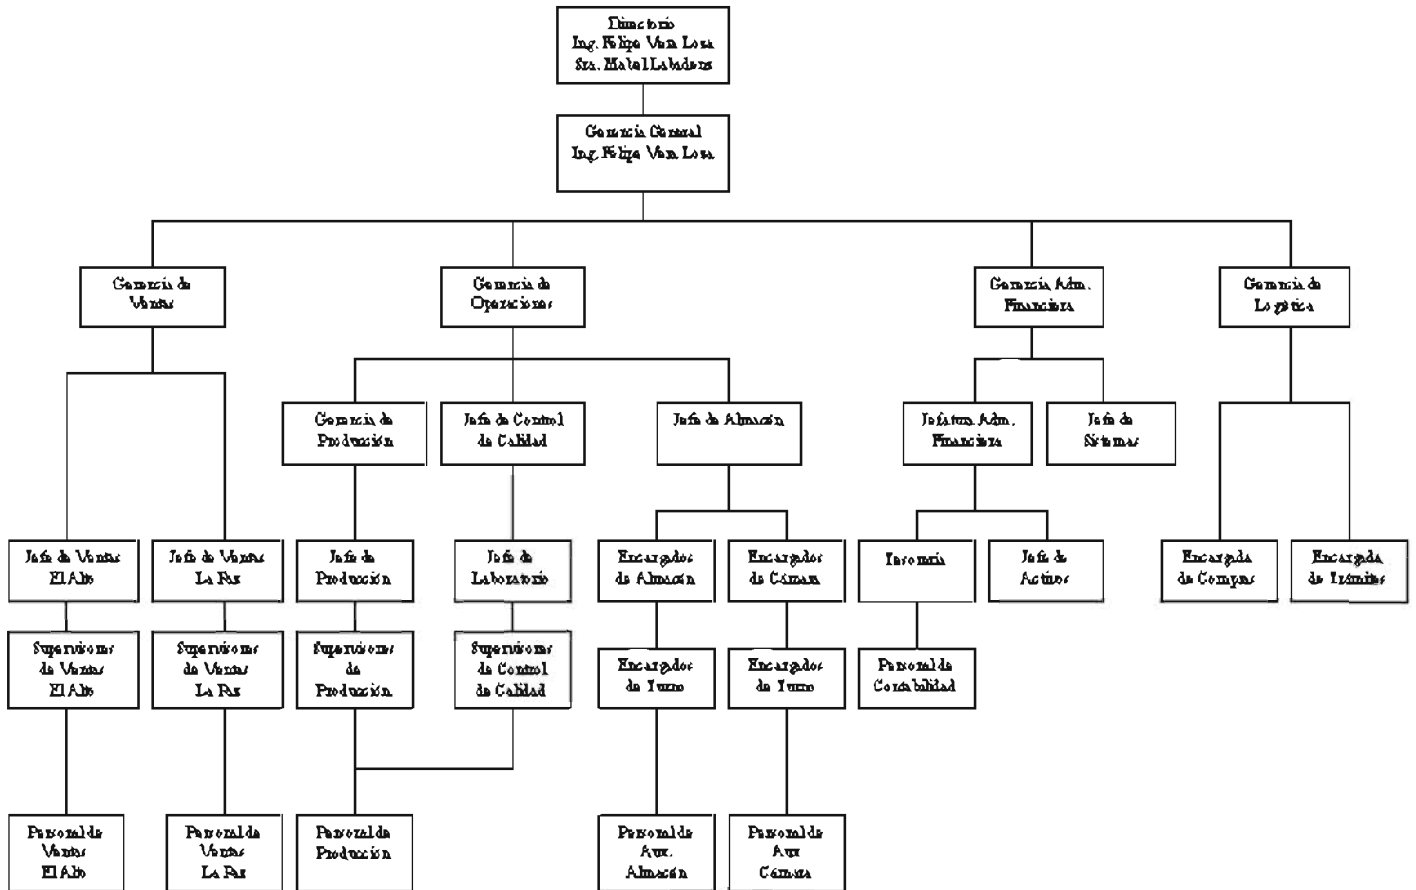 Directorio
Ing. Felipe Vera Loza
Sra. Mabel
Gerencia General
Ing. Felipe Vera Loza
Gerencia de
Ventas
Gerencia de
Operaciones
Gerencia Adm.
Financiera
Gerencia de
Logística
Gerencia de
Producción
Jefe de Control
de Calidad
Jefe de Almacén
Jefatura Adm.
Financiera
Jefe de
Sistemas
Jefe de Ventas
El Alto
Jefe de Ventas
La Paz
Jefe de
Producción
Jefe de
Laboratorio
Encargados
de Almacén
Encargados
de Cámara
Tesorería
Jefe de
Activos
Encargada
de Compras
Encargada
de Trámites
Supervisores
de Ventas
El Alto
Supervisores
de Ventas
La Paz
Supervisores
de
Producción
Supervisores
de Control
de Calidad
Encargados
de Turno
Encargados
de Turno
Personal de
Contabilidad
Personal de
Ventas
El Alto
Personal de
Ventas
La Paz
Personal de
Producción
Personal de
Aux.
Almacén
Personal de
Aux
Cámara